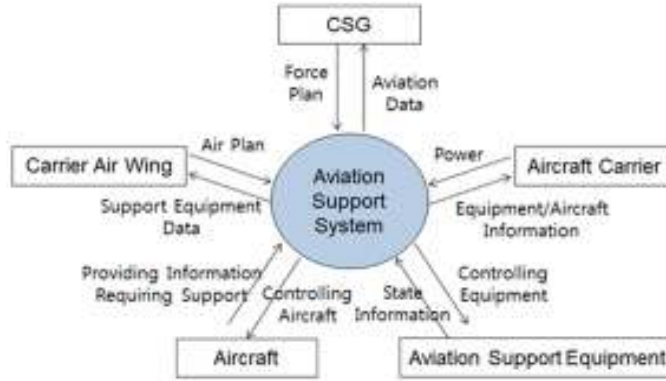 CSG
Force
Plan
Aviation
Data
Air Plan
Power
Carrier Air Wing
Aviation
Support
System
Aircraft Carrier
Support Equipment
Data
Equipment/Aircraft
Information
Providing Information
Requiring Support
Controlling
Aircraft
State
Information
Controlling
Equipment
Aircraft
Aviation Support Equipment